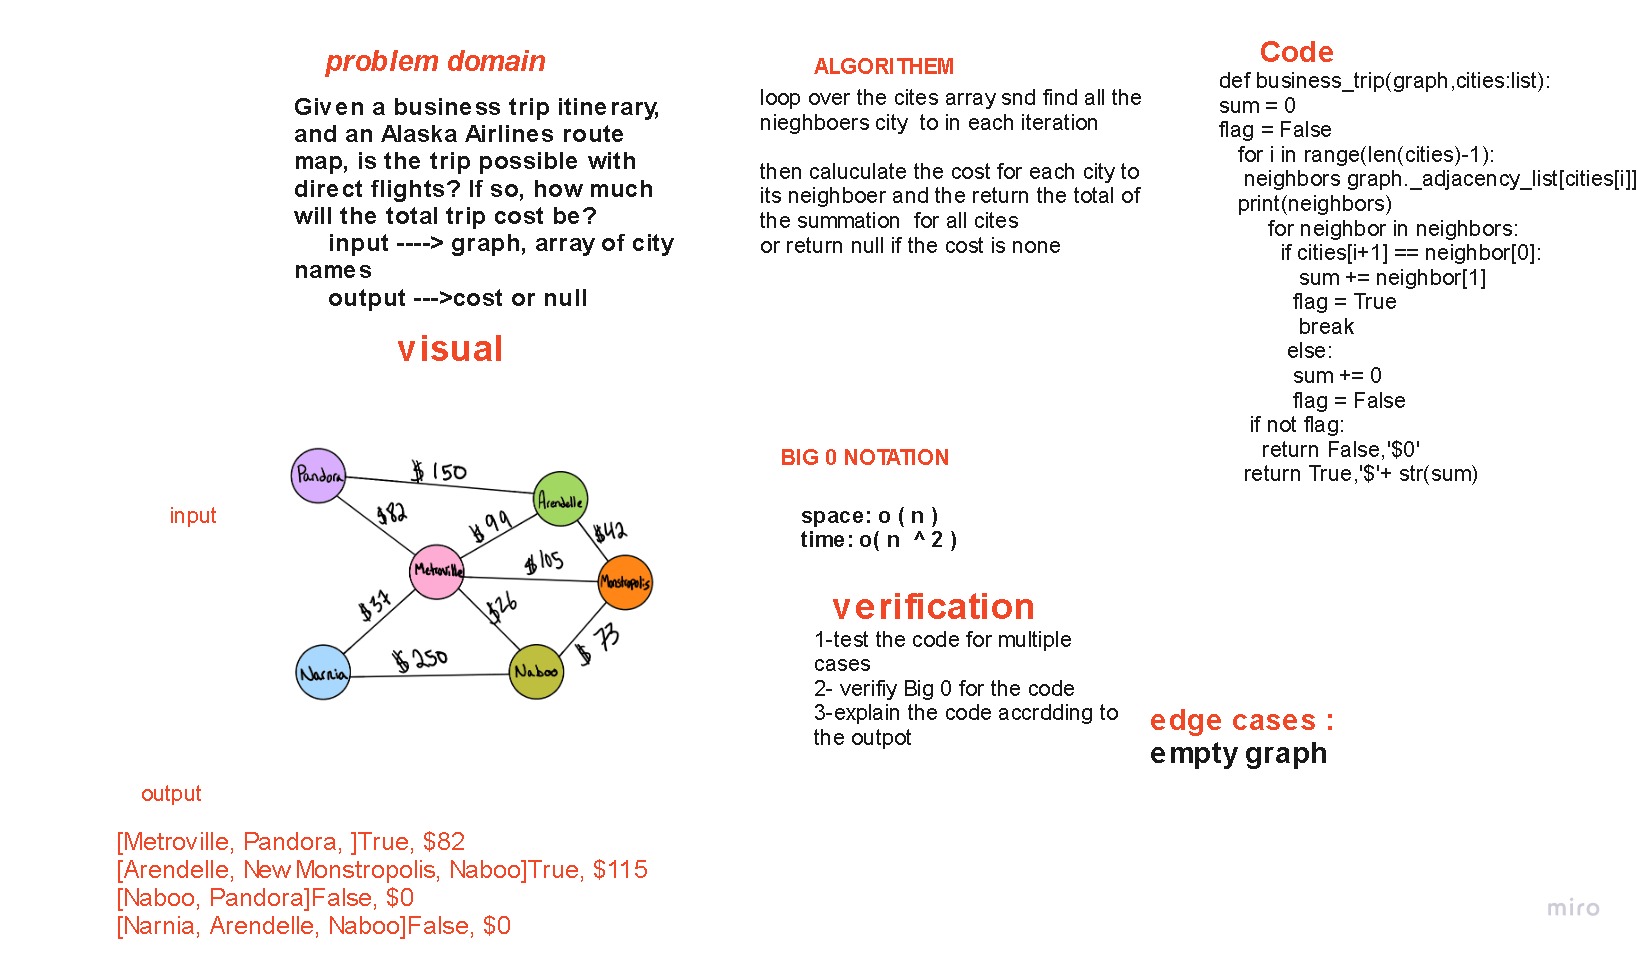 problem domain
Given a business trip itinerary,
and an Alaska Airlines route
map, is the trip possible with
direct flights? If so, how much
will the total trip cost be?
input ----> graph, array of city
names
output --->cost or null
visual
input
Pandora
$150
Arendelle
$82
$99
$42
Metroville
$105
Monstropolis
$37
$26
$73
Narnia
$250
Naboo
output
[Metroville, Pandora, ]True, $82
[Arendelle, New Monstropolis, Naboo]True, $115
[Naboo, Pandora]False, $0
[Narnia, Arendelle, Naboo]False, $0
ALGORITHEM
loop over the cites array snd find all the
nieghboers city to in each iteration
then caluculate the cost for each city to
its neighboer and the return the total of
the summation for all cites
or return null if the cost is none
BIG 0 NOTATION
space: o ( n )
time: o( n ^ 2 )
verification
1-test the code for multiple
cases
2- verifiy Big 0 for the code
3-explain the code accrdding to
the outpot
Code
def business_trip(graph,cities:list):
sum = 0
flag = False
for i in range(len(cities)-1):
neighbors graph._adjacency_list[cities[i]]
print(neighbors)
for neighbor in neighbors:
if cities[i+1] == neighbor[0]:
sum += neighbor[1]
flag = True
break
else:
sum += 0
flag = False
if not flag:
return False,'$0'
return True,'$'+ str(sum)
edge cases :
empty graph
miro